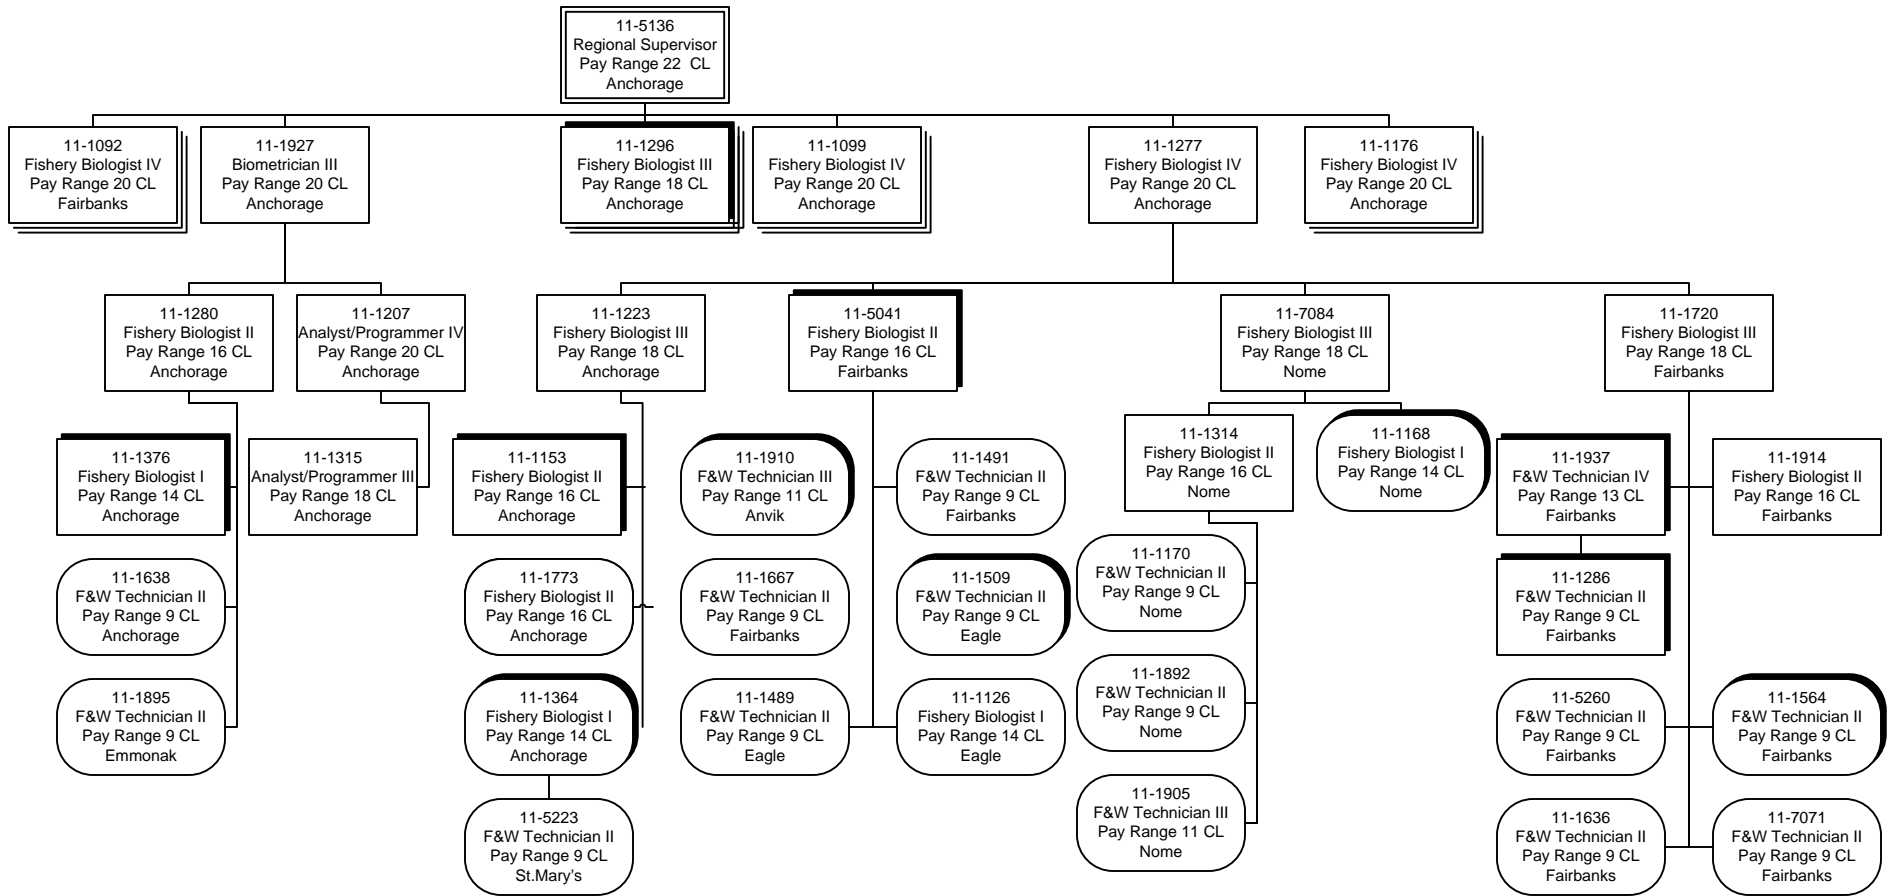 11-5136
Regional Supervisor
Pay Range 22 CL
Anchorage
11-1092
Fishery Biologist IV
Pay Range 20 CL
Fairbanks
11-1927
Biometrician III
Pay Range 20 CL
Anchorage
11-1296
Fishery Biologist III
Pay Range 18 CL
Anchorage
11-1099
Fishery Biologist IV
Pay Range 20 CL
Anchorage
11-1277
Fishery Biologist IV
Pay Range 20 CL
Anchorage
11-1176
Fishery Biologist IV
Pay Range 20 CL
Anchorage
11-1280
Fishery Biologist II
Pay Range 16 CL
Anchorage
11-1207
Analyst/Programmer IV
Pay Range 20 CL
Anchorage
11-1223
Fishery Biologist III
Pay Range 18 CL
Anchorage
11-5041
Fishery Biologist II
Pay Range 16 CL
Fairbanks
11-7084
Fishery Biologist III
Pay Range 18 CL
Nome
11-1720
Fishery Biologist III
Pay Range 18 CL
Fairbanks
11-1376
Fishery Biologist I
Pay Range 14 CL
Anchorage
11-1315
Analyst/Programmer III
Pay Range 18 CL
Anchorage
11-1153
Fishery Biologist II
Pay Range 16 CL
Anchorage
11-1910
F&W Technician III
Pay Range 11 CL
Anvik
11-1491
F&W Technician II
Pay Range 9 CL
Fairbanks
11-1314
Fishery Biologist II
Pay Range 16 CL
Nome
11-1168
Fishery Biologist I
Pay Range 14 CL
Nome
11-1937
F&W Technician IV
Pay Range 13 CL
Fairbanks
11-1914
Fishery Biologist II
Pay Range 16 CL
Fairbanks
11-1638
F&W Technician II
Pay Range 9 CL
Anchorage
11-1773
Fishery Biologist II
Pay Range 16 CL
Anchorage
11-1667
F&W Technician II
Pay Range 9 CL
Fairbanks
11-1509
F&W Technician II
Pay Range 9 CL
Eagle
11-1170
F&W Technician II
Pay Range 9 CL
Nome
11-1286
F&W Technician II
Pay Range 9 CL
Fairbanks
11-1895
F&W Technician II
Pay Range 9 CL
Emmonak
11-1364
Fishery Biologist I
Pay Range 14 CL
Anchorage
11-1489
F&W Technician II
Pay Range 9 CL
Eagle
11-1126
Fishery Biologist I
Pay Range 14 CL
Eagle
11-1892
F&W Technician II
Pay Range 9 CL
Nome
11-5260
F&W Technician II
Pay Range 9 CL
Fairbanks
11-1564
F&W Technician II
Pay Range 9 CL
Fairbanks
11-5223
F&W Technician II
Pay Range 9 CL
St.Mary's
11-1905
F&W Technician III
Pay Range 11 CL
Nome
11-1636
F&W Technician II
Pay Range 9 CL
Fairbanks
11-7071
F&W Technician II
Pay Range 9 CL
Fairbanks